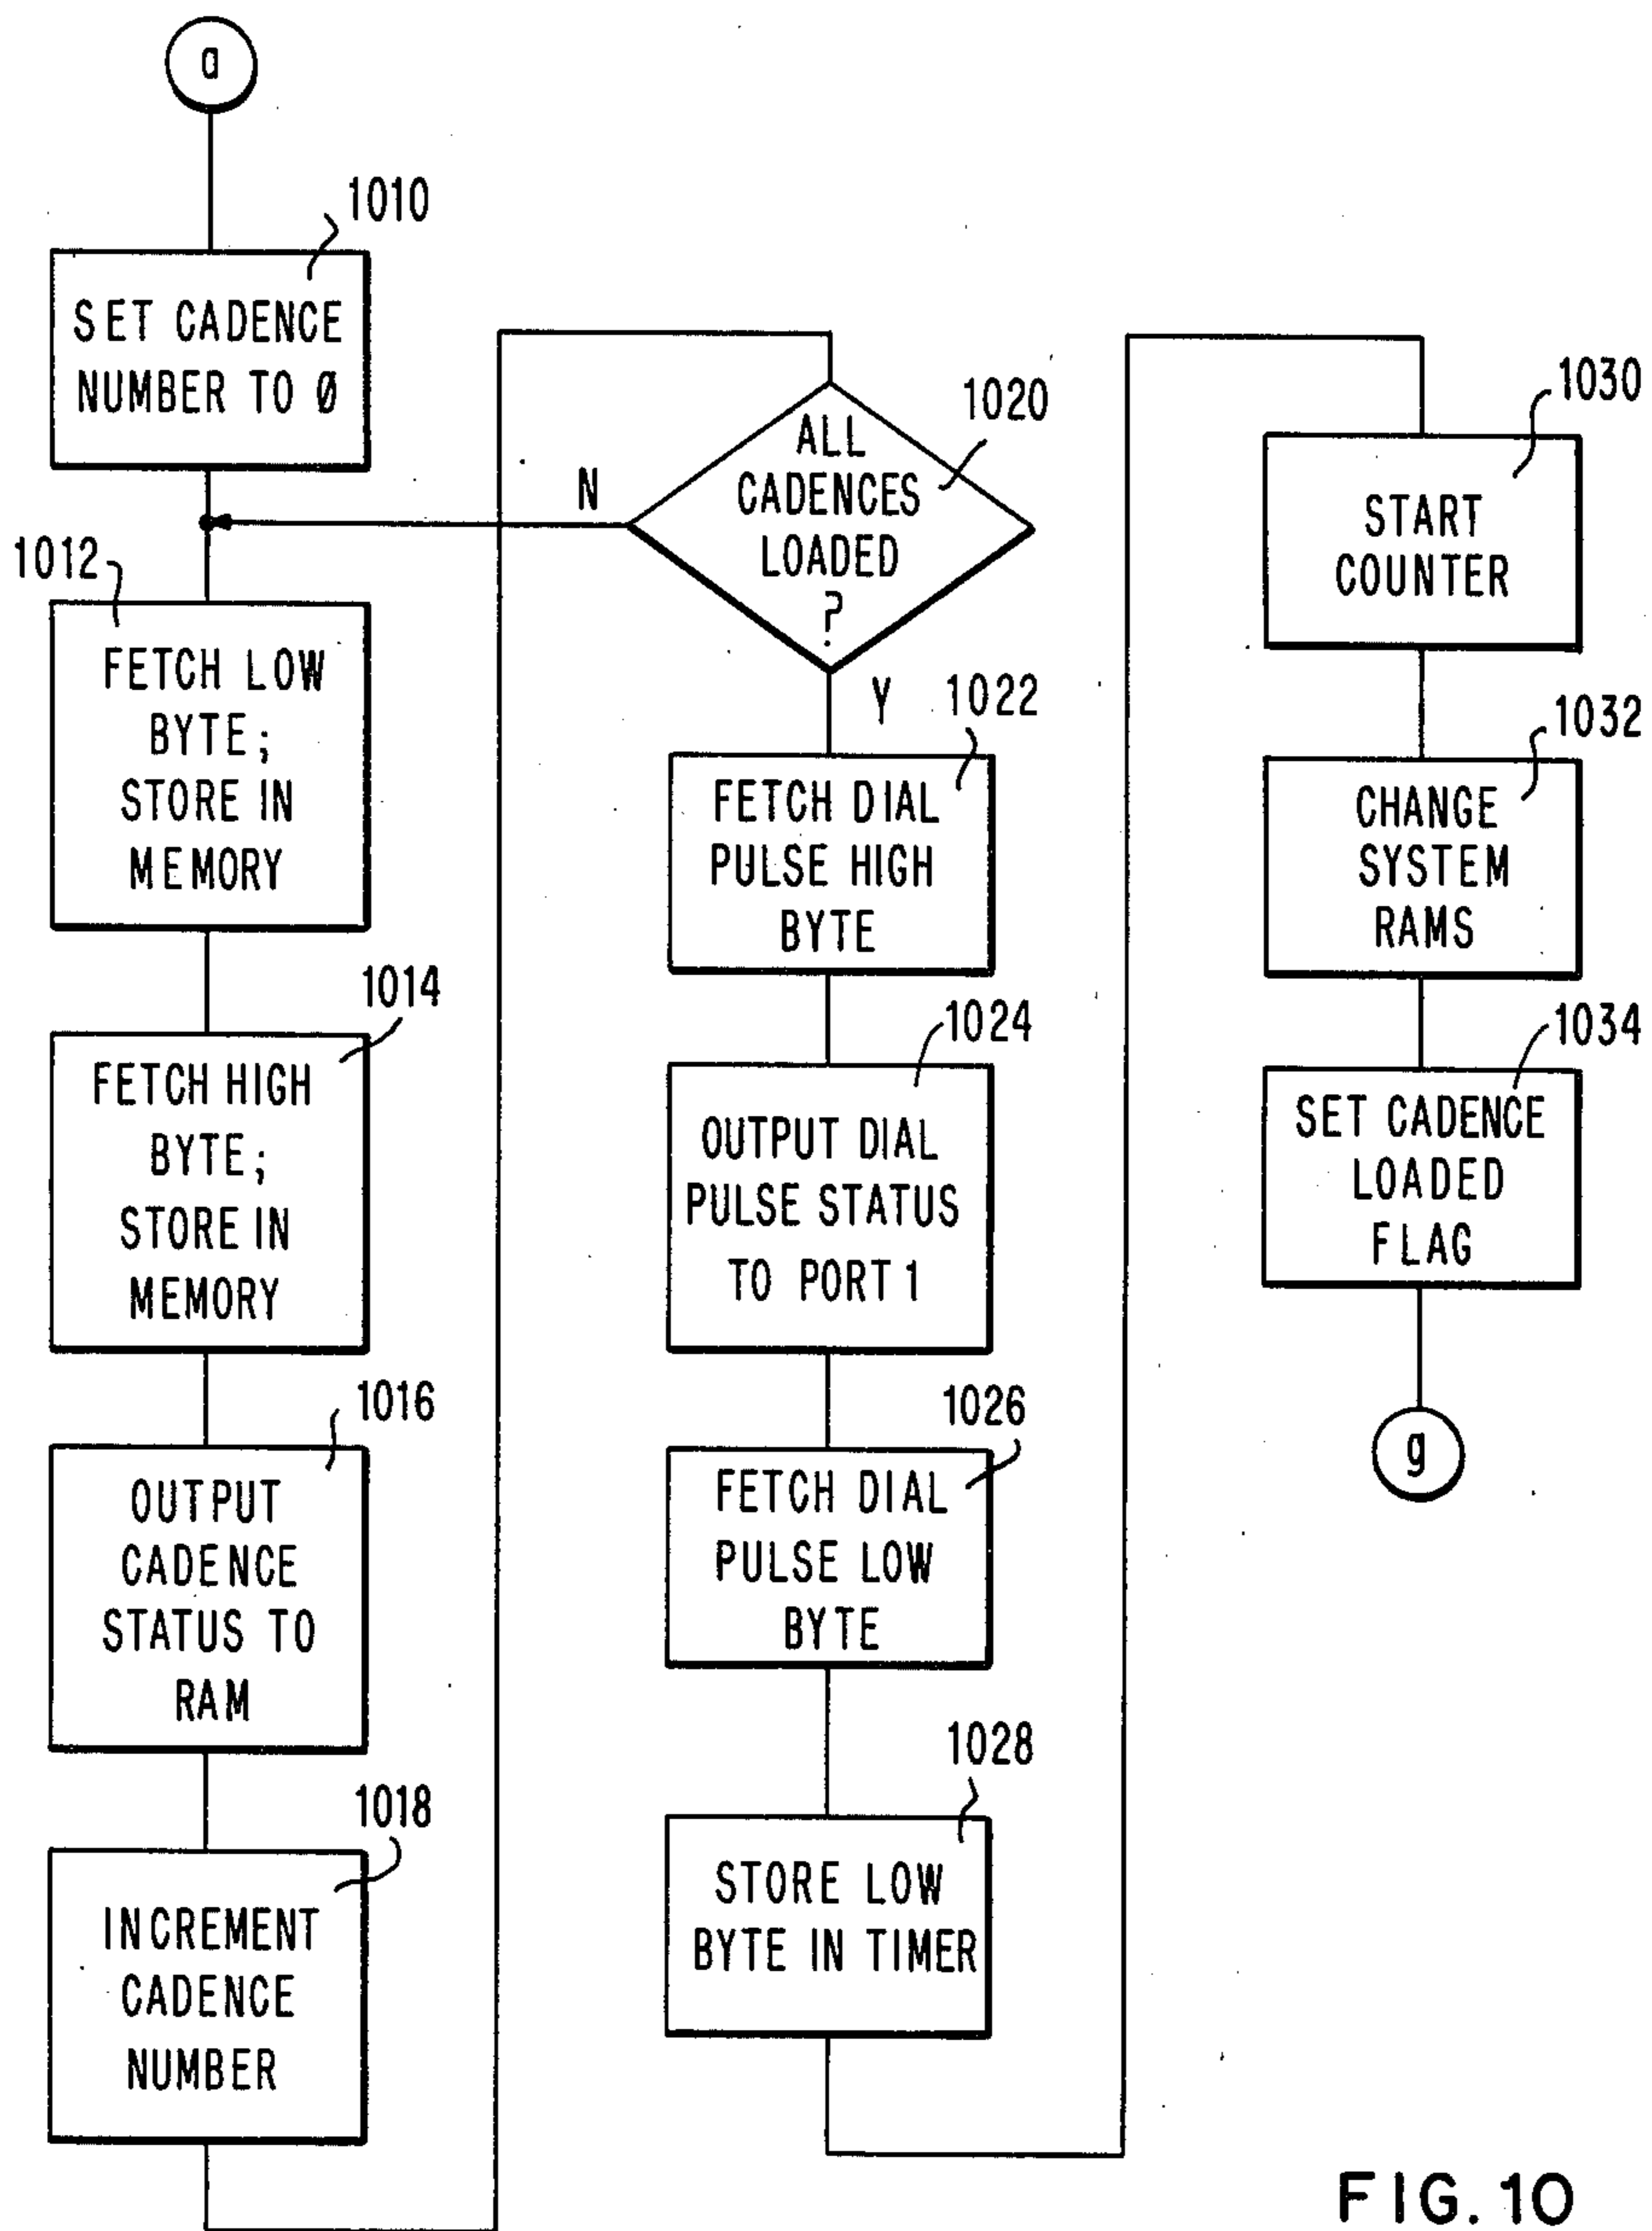 a
1010
SET CADENCE
NUMBER TO Ø
1012
FETCH LOW
BYTE;
STORE IN
MEMORY
1014
FETCH HIGH
BYTE;
STORE IN
MEMORY
1016
OUTPUT
CADENCE
STATUS TO
RAM
1018
INCREMENT
CADENCE
NUMBER
1020
ALL
CADENCES
LOADED
?
N
Y
1022
FETCH DIAL
PULSE HIGH
BYTE
1024
OUTPUT DIAL
PULSE STATUS
TO PORT 1
1026
FETCH DIAL
PULSE LOW
BYTE
1028
STORE LOW
BYTE IN TIMER
1030
START
COUNTER
1032
CHANGE
SYSTEM
RAMS
1034
SET CADENCE
LOADED
FLAG
g
FIG. 10